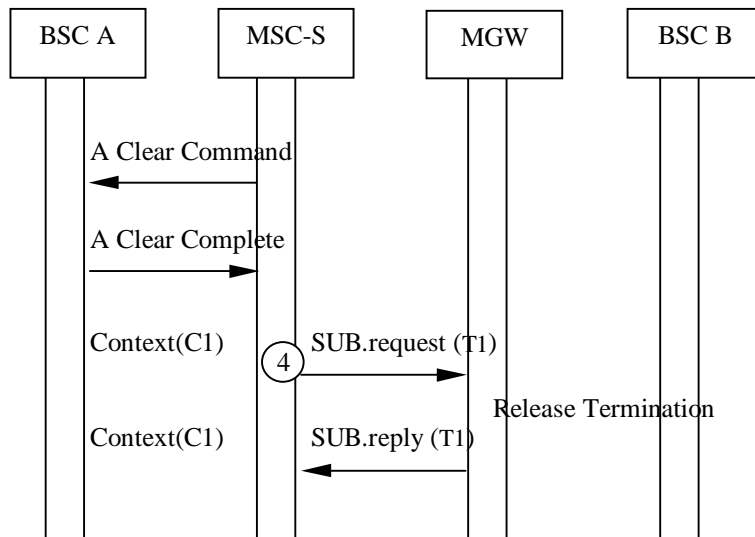 BSC A MSC-S MGW BSC B
A Clear Command
A Clear Complete
Context(C1) SUB.request (T1)
4
Release Termination
Context(C1) SUB.reply (T1)